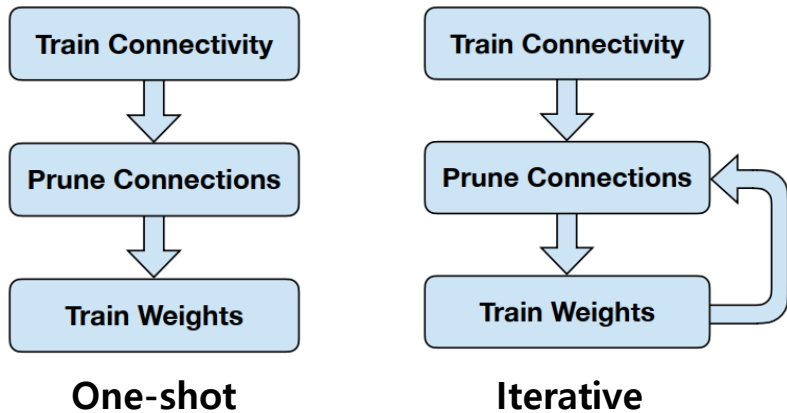 Train Connectivity
Prune Connections
Train Weights
One-shot
Train Connectivity
Prune Connections
Train Weights
Iterative